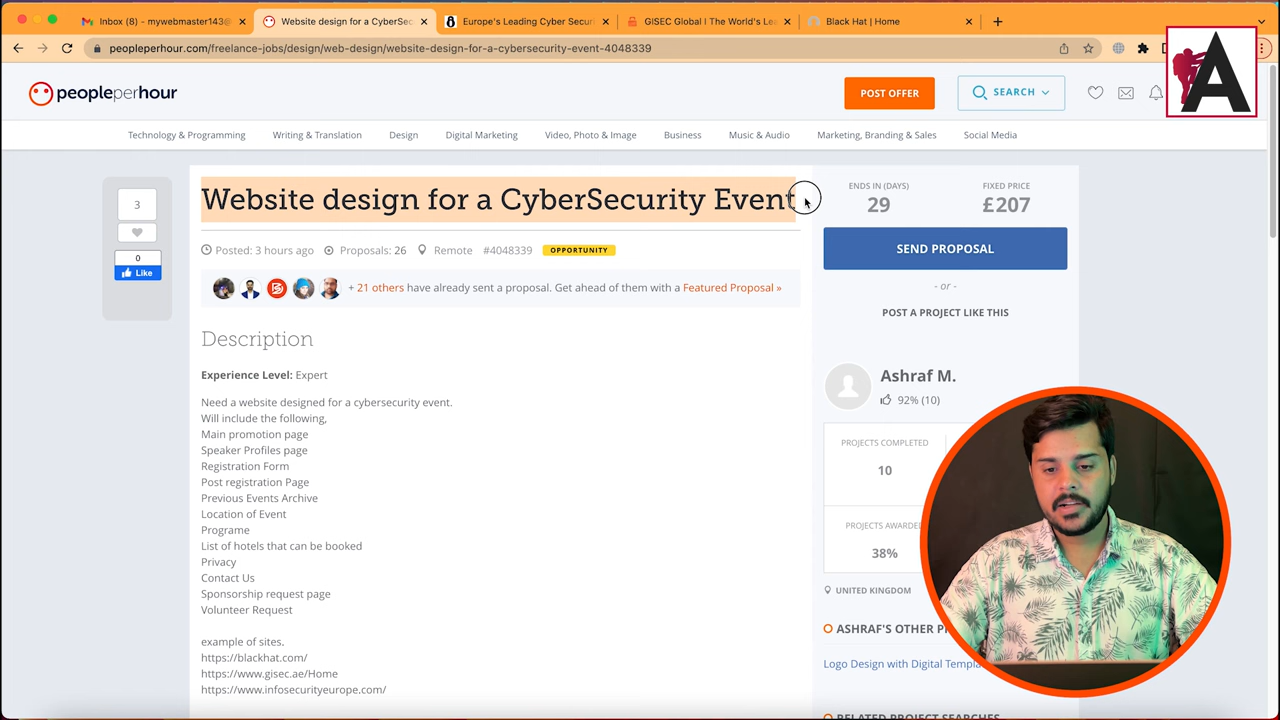 Inbox (8) - mywebmaster143@
Website design for a CyberSec
Europe's Leading Cyber Securi
GISEC Global | The World's Lea
Black Hat | Home
peopleperhour.com/freelance-jobs/design/web-design/website-design-for-a-cybersecurity-event-4048339
A
peopleperhour
POST OFFER
SEARCH
Technology & Programming
Writing & Translation
Design
Digital Marketing
Video, Photo & Image
Business
Music & Audio
Marketing, Branding & Sales
Social Media
3
0
Like
Website design for a CyberSecurity Event
Posted: 3 hours ago
Proposals: 26
Remote
#4048339
OPPORTUNITY
+ 21 others have already sent a proposal. Get ahead of them with a Featured Proposal »
ENDS IN (DAYS)
29
FIXED PRICE
£207
SEND PROPOSAL
- or -
POST A PROJECT LIKE THIS
Description
Experience Level: Expert
Need a website designed for a cybersecurity event.
Will include the following,
Main promotion page
Speaker Profiles page
Registration Form
Post registration Page
Previous Events Archive
Location of Event
Programe
List of hotels that can be booked
Privacy
Contact Us
Sponsorship request page
Volunteer Request
example of sites.
https://blackhat.com/
https://www.gisec.ae/Home
https://www.infosecurityeurope.com/
Ashraf M.
92% (10)
PROJECTS COMPLETED
10
PROJECTS AWARDE
38%
UNITED KINGDOM
ASHRAF'S OTHER P
Logo Design with Digital Templa
RELATED PROJECT SEARCHES